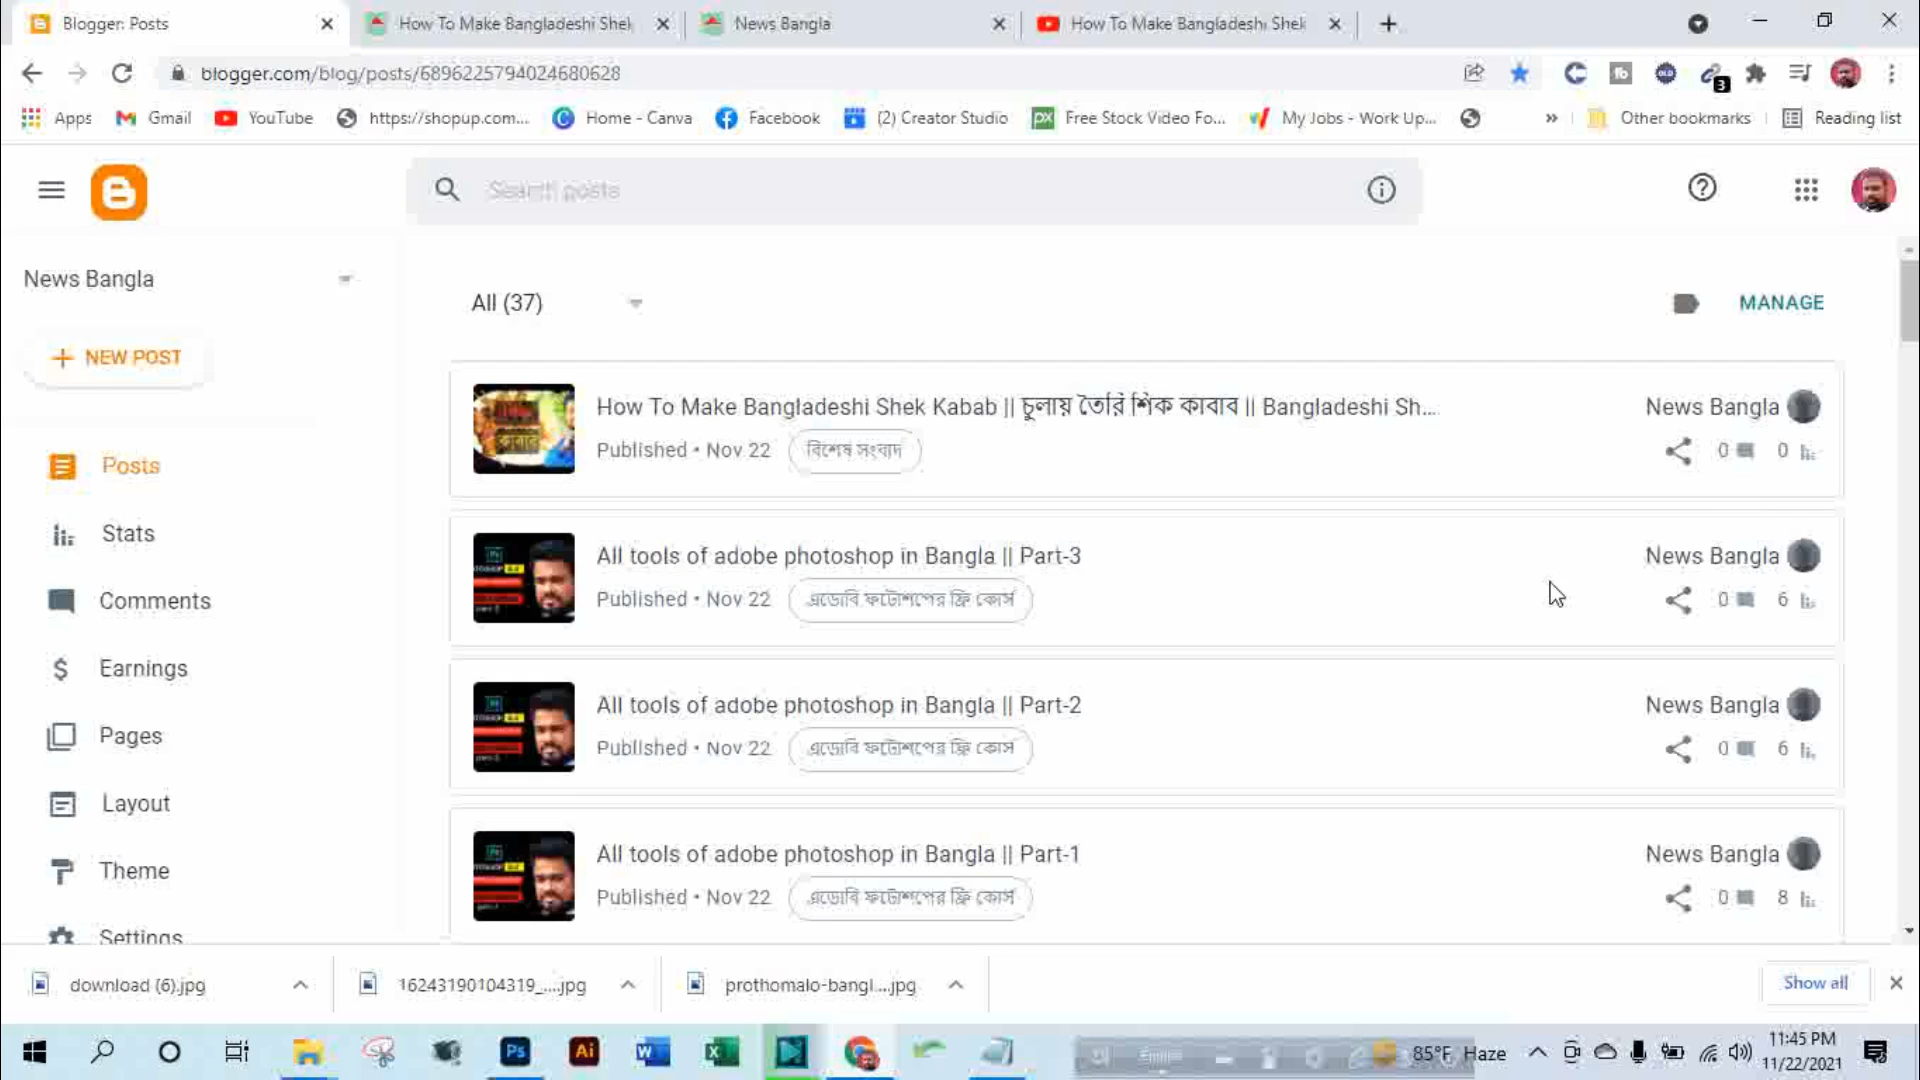 Blogger: Posts
How To Make Bangladeshi Shek
News Bangla
How To Make Bangladeshi Shek
blogger.com/blog/posts/6896225794024680628
3
Apps
Gmail
YouTube
https://shopup.com....
Home - Canva
Facebook
(2) Creator Studio
Free Stock Video Fo...
My Jobs - Work Up...
Other bookmarks
Reading list
Search posts
News Bangla
All (37)
MANAGE
NEW POST
Posts
Stats
Comments
Earnings
Pages
Layout
Theme
Settings
How To Make Bangladeshi Shek Kabab || চুলায় তৈরি শিক কাবাব || Bangladeshi Sh...
News Bangla
Published • Nov 22
বিশেষ সংবাদ
0
0
All tools of adobe photoshop in Bangla || Part-3
News Bangla
Published • Nov 22
এডোবি ফটোশপের ফ্রি কোর্স
0
6
All tools of adobe photoshop in Bangla || Part-2
News Bangla
Published • Nov 22
এডোবি ফটোশপের ফ্রি কোর্স
0
6
All tools of adobe photoshop in Bangla || Part-1
News Bangla
Published • Nov 22
এডোবি ফটোশপের ফ্রি কোর্স
0
8
download (6).jpg
16243190104319_....jpg
prothomalo-bangl....jpg
Show all
Ps
Ai
85°F Haze
11:45 PM
11/22/2021